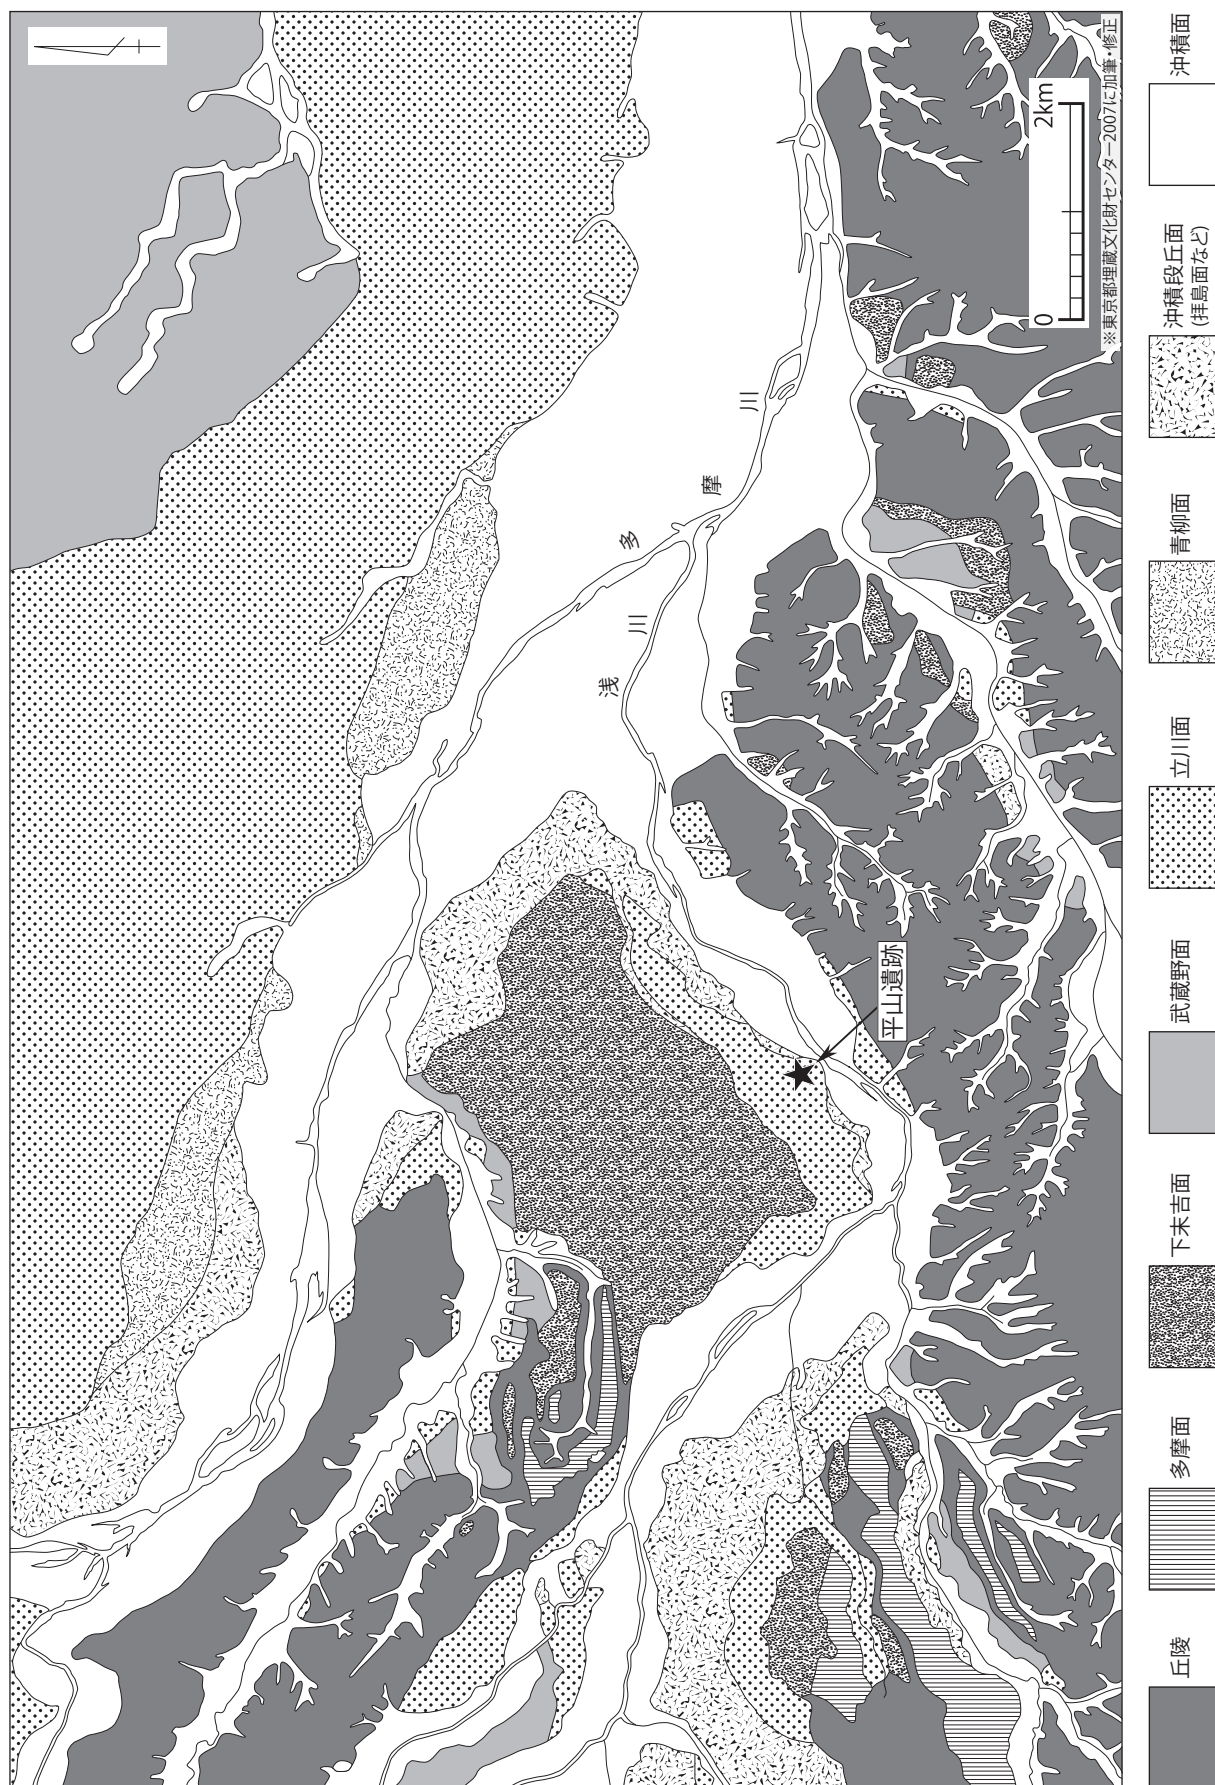 多
摩
川
浅
川
平山遺跡
0
2km
※東京都埋蔵文化財センター2007に加筆・修正
丘陵
多摩面
下末吉面
武蔵野面
立川面
青柳面
沖積段丘面
(拝島面など)
沖積面